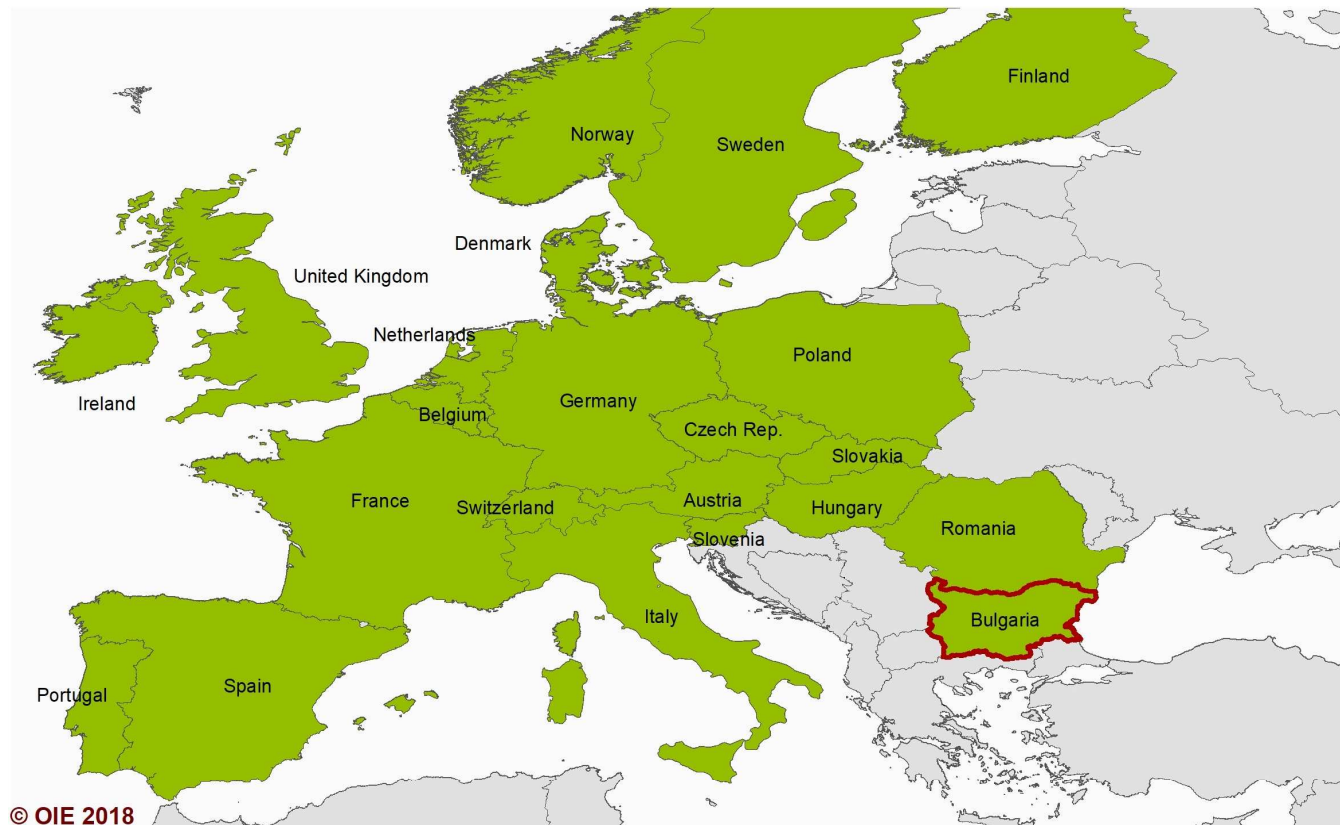 Finland
Norway
Sweden
Denmark
United Kingdom
Netherlands
Poland
Ireland
Germany
Belgium
Czech Rep.
Slovakia
France
Switzerland
Austria
Hungary
Romania
Slovenia
Italy
Bulgaria
Portugal
Spain
© OIE 2018